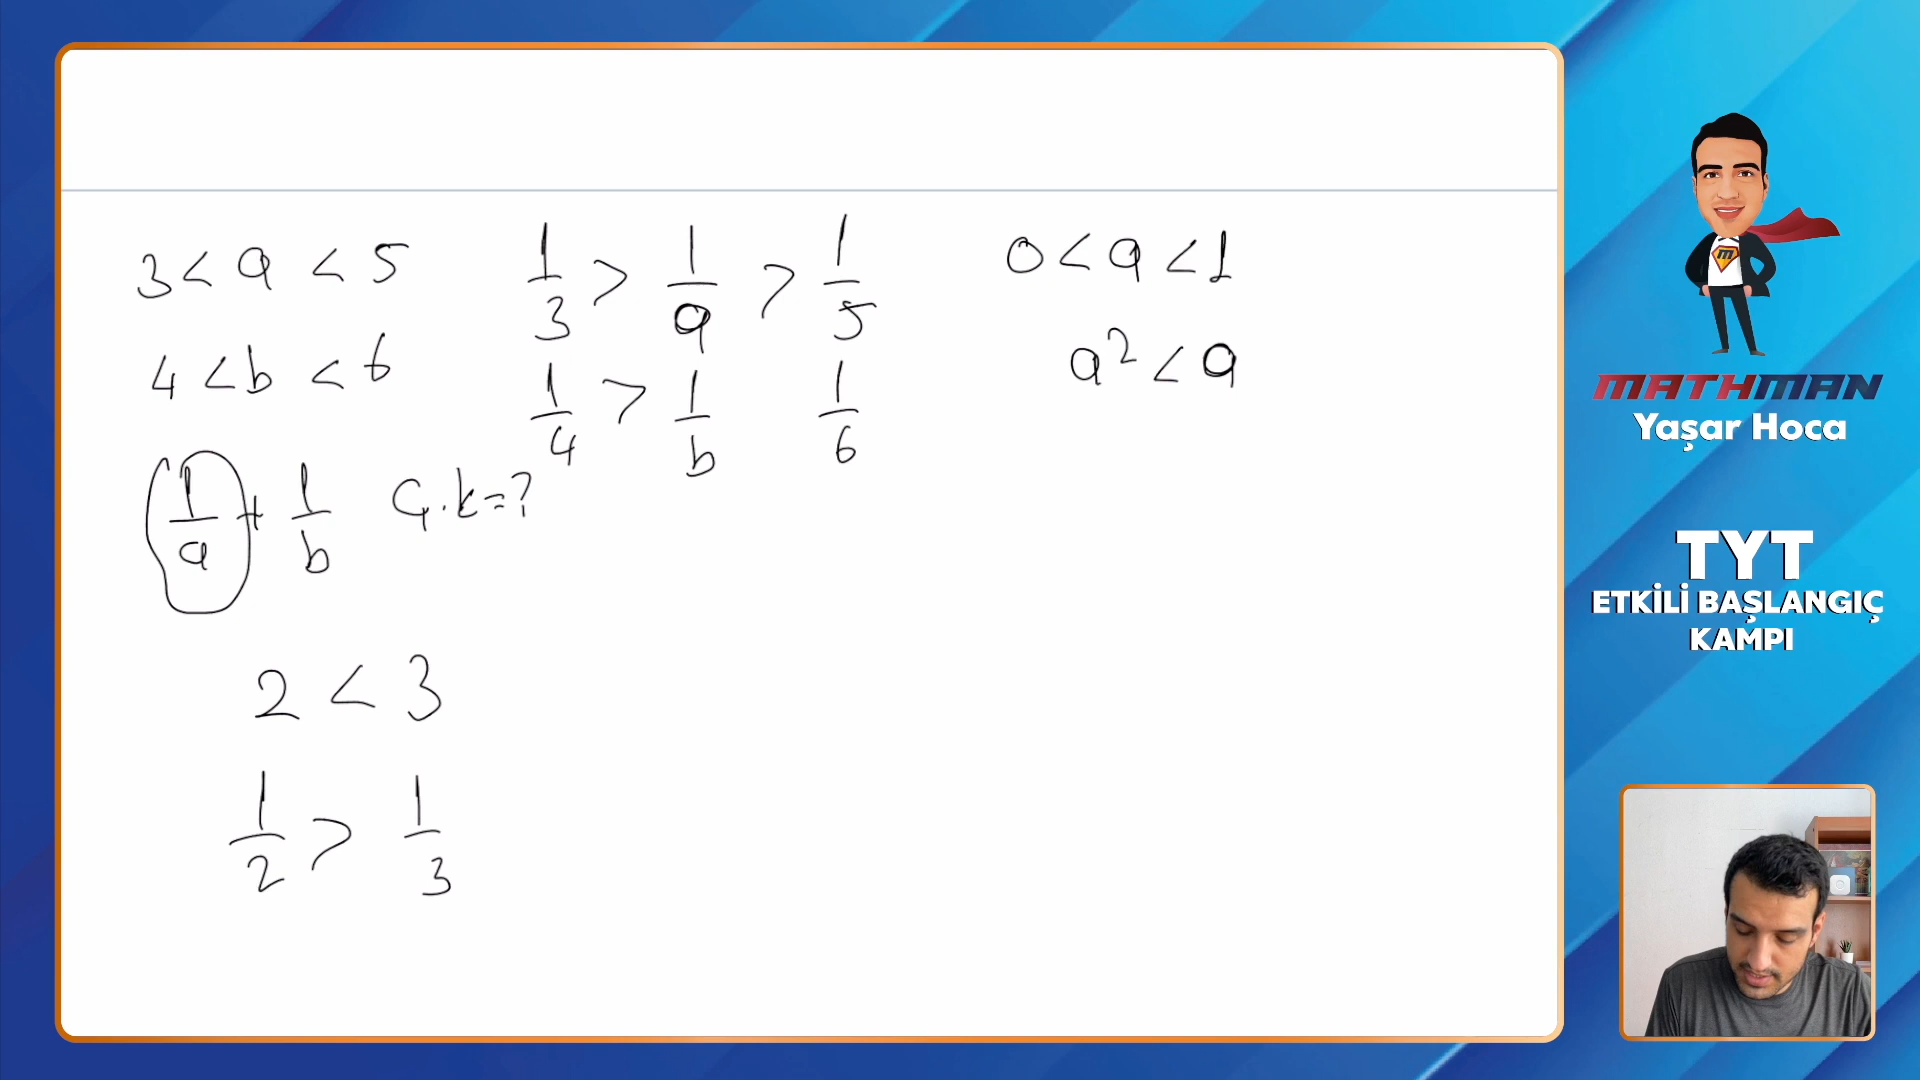 3 < a < 5
4 < b < 6
1/a + 1/b Ç.k=?
2 < 3
1/2 > 1/3
1/3 > 1/a > 1/5
1/4 > 1/b 1/6
0 < a < 1
a² < a
m
MATHMAN
Yaşar Hoca
TYT
ETKİLİ BAŞLANGIÇ
KAMPI